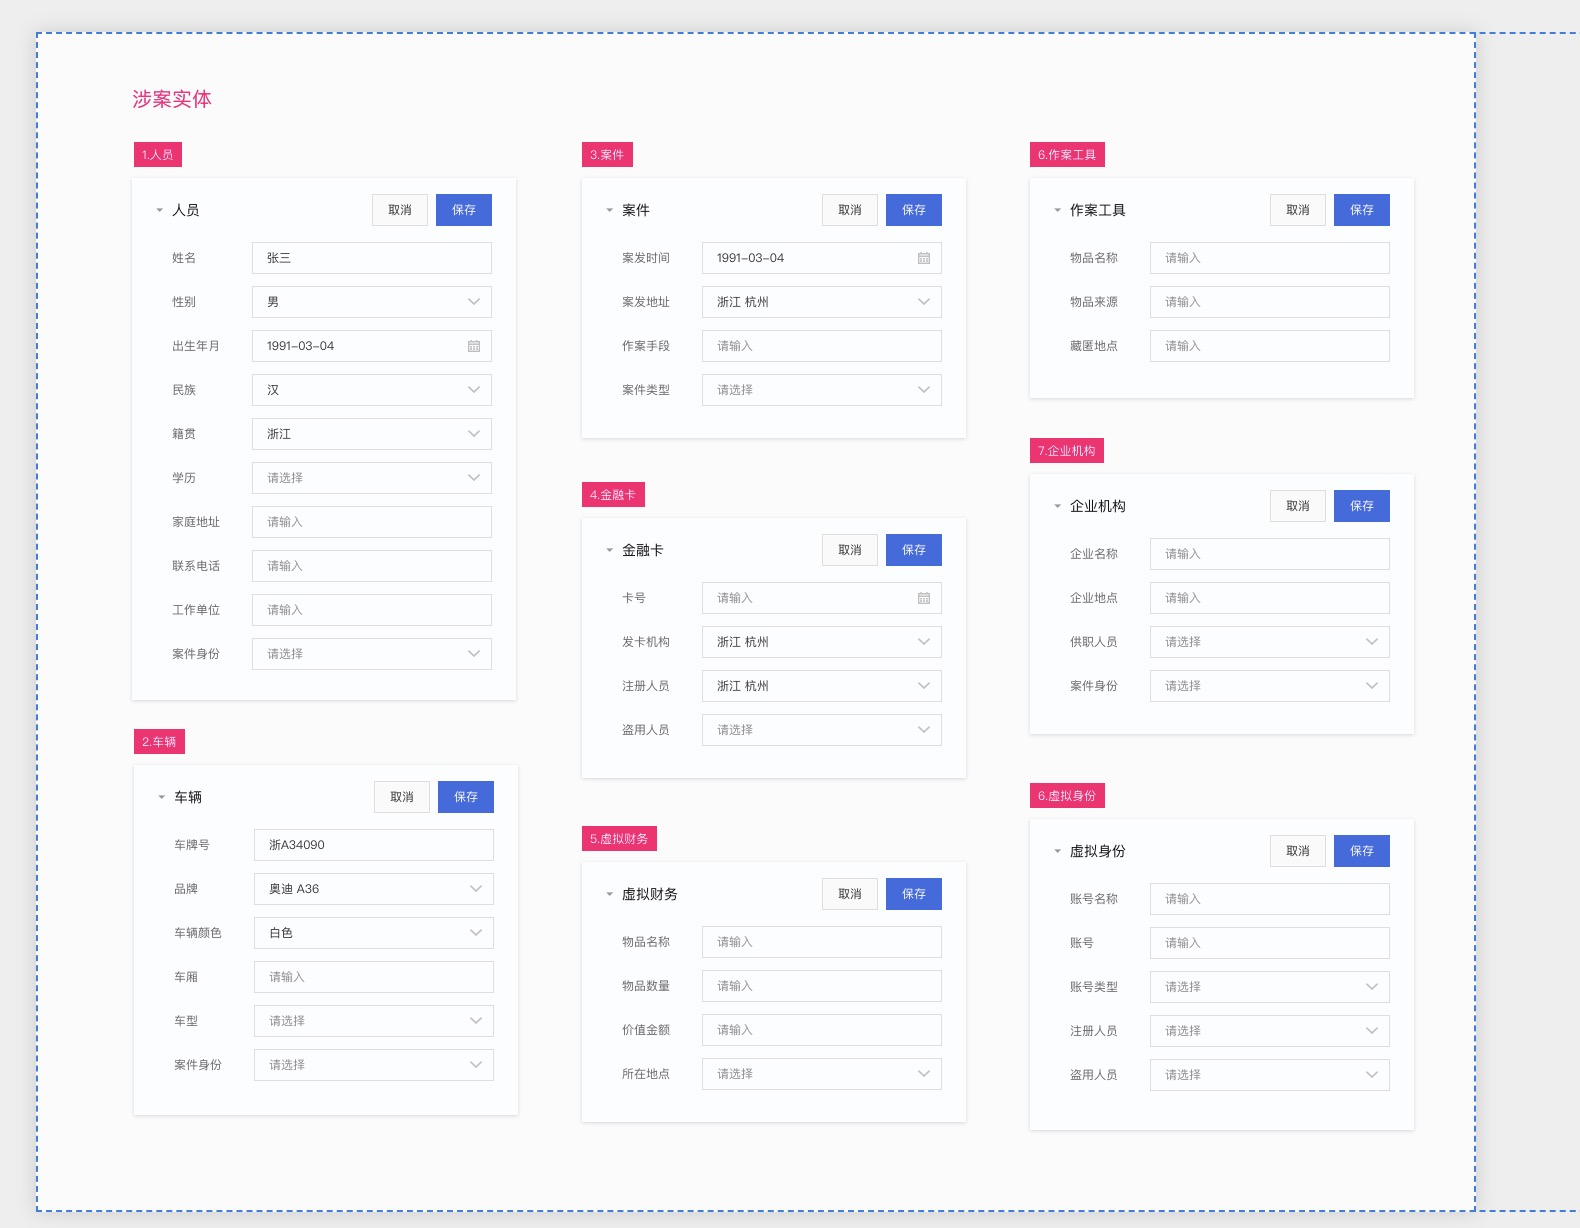 涉案实体
1.人员
人员
取消
保存
姓名
张三
性别
男
出生年月
1991-03-04
民族
汉
籍贯
浙江
学历
请选择
家庭地址
请输入
联系电话
请输入
工作单位
请输入
案件身份
请选择
2.车辆
车辆
取消
保存
车牌号
浙A34090
品牌
奥迪 A36
车辆颜色
白色
车厢
请输入
车型
请选择
案件身份
请选择
3.案件
案件
取消
保存
案发时间
1991-03-04
案发地址
浙江 杭州
作案手段
请输入
案件类型
请选择
4.金融卡
金融卡
取消
保存
卡号
请输入
发卡机构
浙江 杭州
注册人员
浙江 杭州
盗用人员
请选择
5.虚拟财务
虚拟财务
取消
保存
物品名称
请输入
物品数量
请输入
价值金额
请输入
所在地点
请选择
6.作案工具
作案工具
取消
保存
物品名称
请输入
物品来源
请输入
藏匿地点
请输入
7.企业机构
企业机构
取消
保存
企业名称
请输入
企业地点
请输入
供职人员
请选择
案件身份
请选择
6.虚拟身份
虚拟身份
取消
保存
账号名称
请输入
账号
请输入
账号类型
请选择
注册人员
请选择
盗用人员
请选择